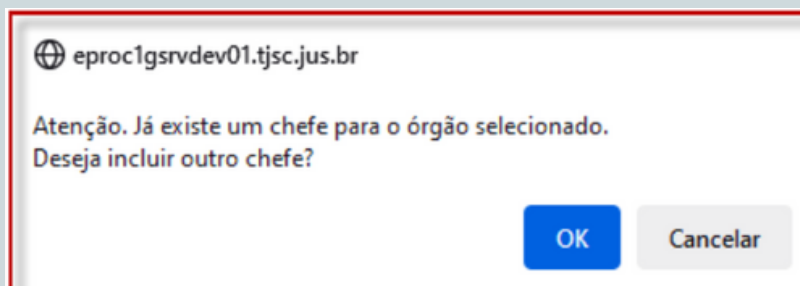 eproc1gsrvdev01.tjsc.jus.br
Atenção. Já existe um chefe para o órgão selecionado.
Deseja incluir outro chefe?
OK Cancelar